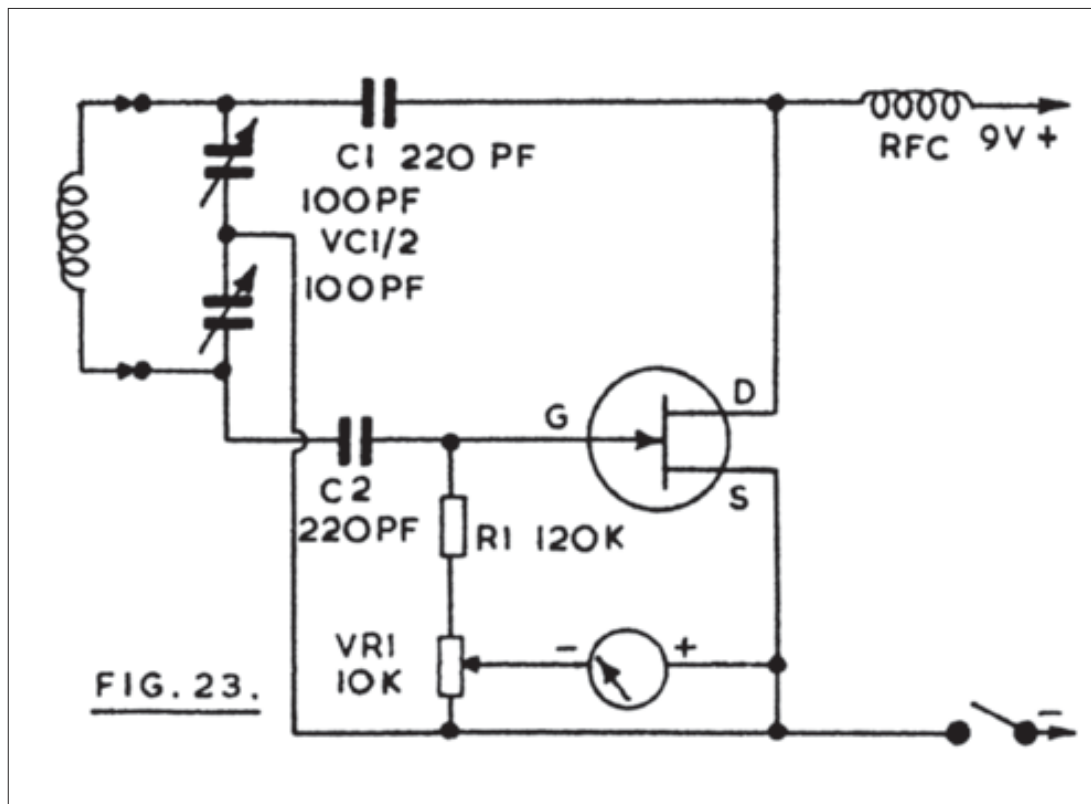 C1 220 PF
RFC
9V +
100PF
VC1/2
100PF
G
D
S
C2
220PF
R1 120K
VR1
10K
-
+
FIG. 23.
-